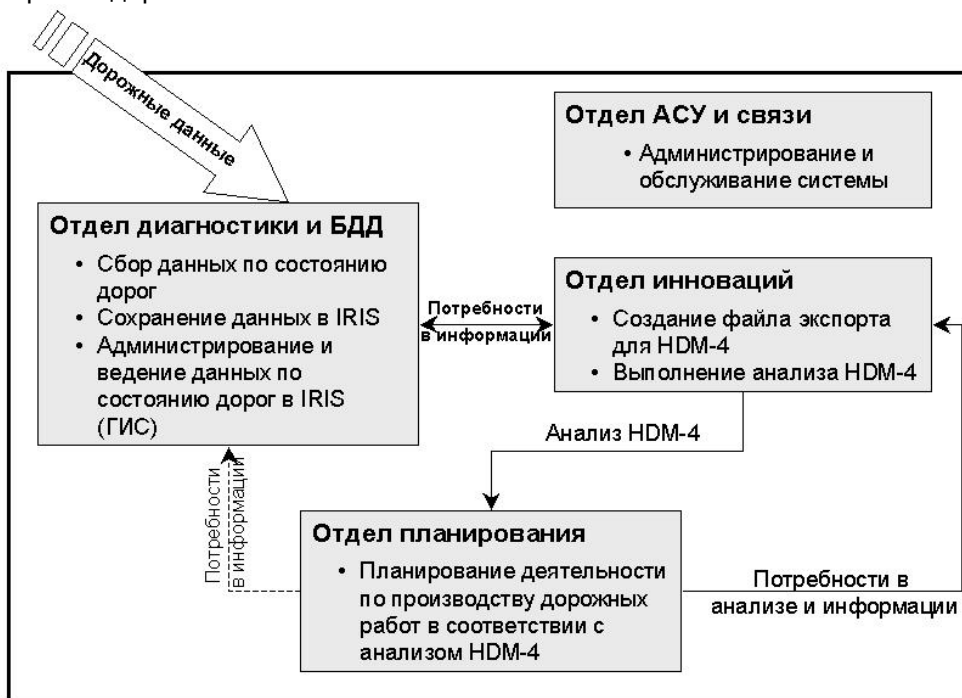 Дорожные данные
Отдел АСУ и связи
• Администрирование и
обслуживание системы
Отдел диагностики и БДД
• Сбор данных по состоянию
дорог
• Сохранение данных в IRIS
• Администрирование и
ведение данных по
состоянию дорог в IRIS
(ГИС)
Потребности
в информации
Отдел инноваций
• Создание файла экспорта
для HDM-4
• Выполнение анализа HDM-4
Анализ HDM-4
Потребности
в информации
Отдел планирования
• Планирование деятельности
по производству дорожных
работ в соответствии с
анализом HDM-4
Потребности в
анализе и информации